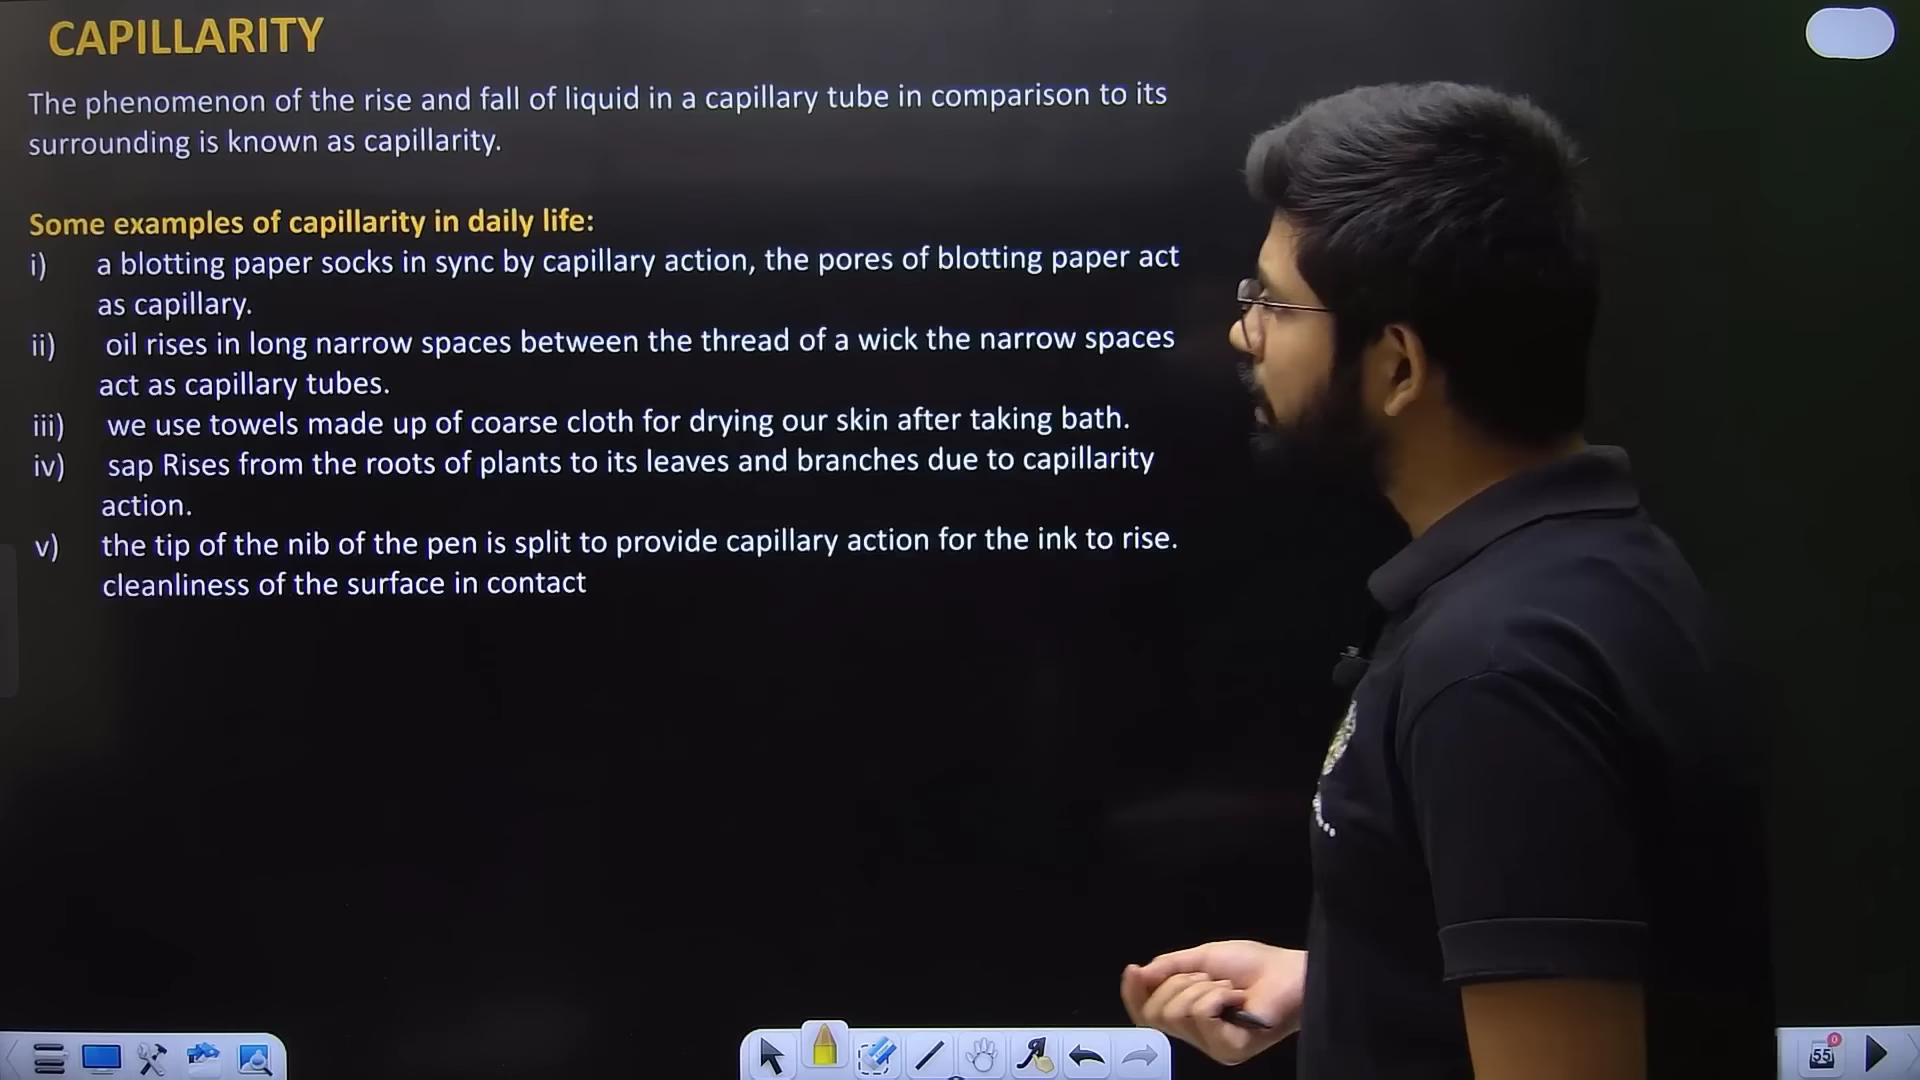 CAPILLARITY
The phenomenon of the rise and fall of liquid in a capillary tube in comparison to its
surrounding is known as capillarity.
Some examples of capillarity in daily life:
i) a blotting paper socks in sync by capillary action, the pores of blotting paper act
as capillary.
ii) oil rises in long narrow spaces between the thread of a wick the narrow spaces
act as capillary tubes.
iii) we use towels made up of coarse cloth for drying our skin after taking bath.
iv) sap Rises from the roots of plants to its leaves and branches due to capillarity
action.
v) the tip of the nib of the pen is split to provide capillary action for the ink to rise.
cleanliness of the surface in contact
55
0